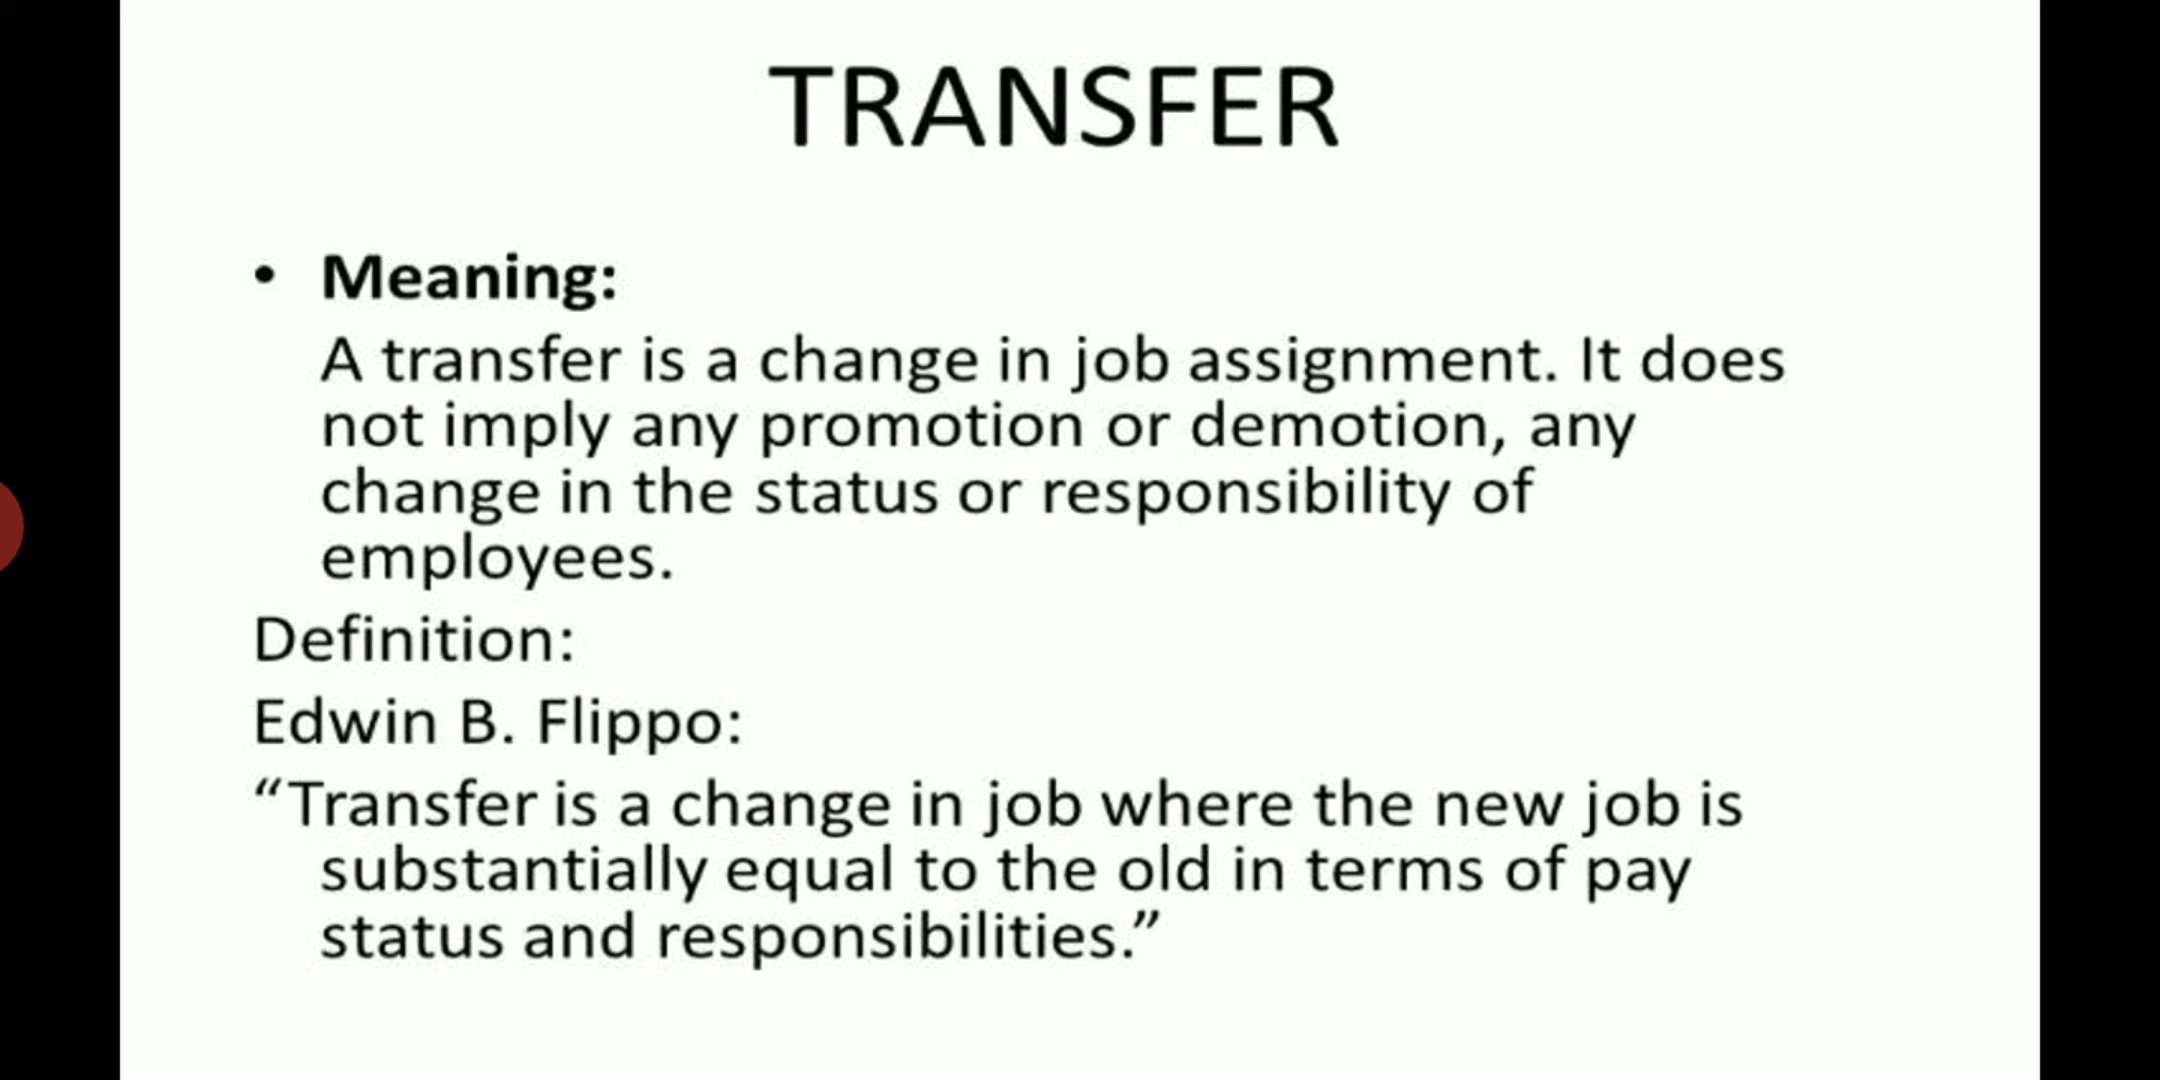 TRANSFER
• Meaning:
A transfer is a change in job assignment. It does
not imply any promotion or demotion, any
change in the status or responsibility of
employees.
Definition:
Edwin B. Flippo:
“Transfer is a change in job where the new job is
substantially equal to the old in terms of pay
status and responsibilities.”